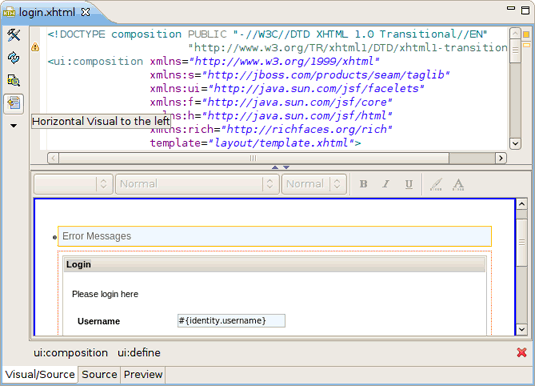 login.xhtml
<!DOCTYPE composition PUBLIC "-//W3C//DTD XHTML 1.0 Transitional//EN"
"http://www.w3.org/TR/xhtml1/DTD/xhtml1-transition
<ui:composition xmlns="http://www.w3.org/1999/xhtml"
xmlns:s="http://jboss.com/products/seam/taglib"
xmlns:ui="http://java.sun.com/jsf/facelets"
xmlns:f="http://java.sun.com/jsf/core"
xmlns:h="http://java.sun.com/jsf/html"
Horizontal Visual to the left
xmlns:rich="http://richfaces.org/rich"
template="layout/template.xhtml">
Normal Normal B I U A
Error Messages
Login
Please login here
Username #{identity.username}
ui:composition ui:define
Visual/Source Source Preview